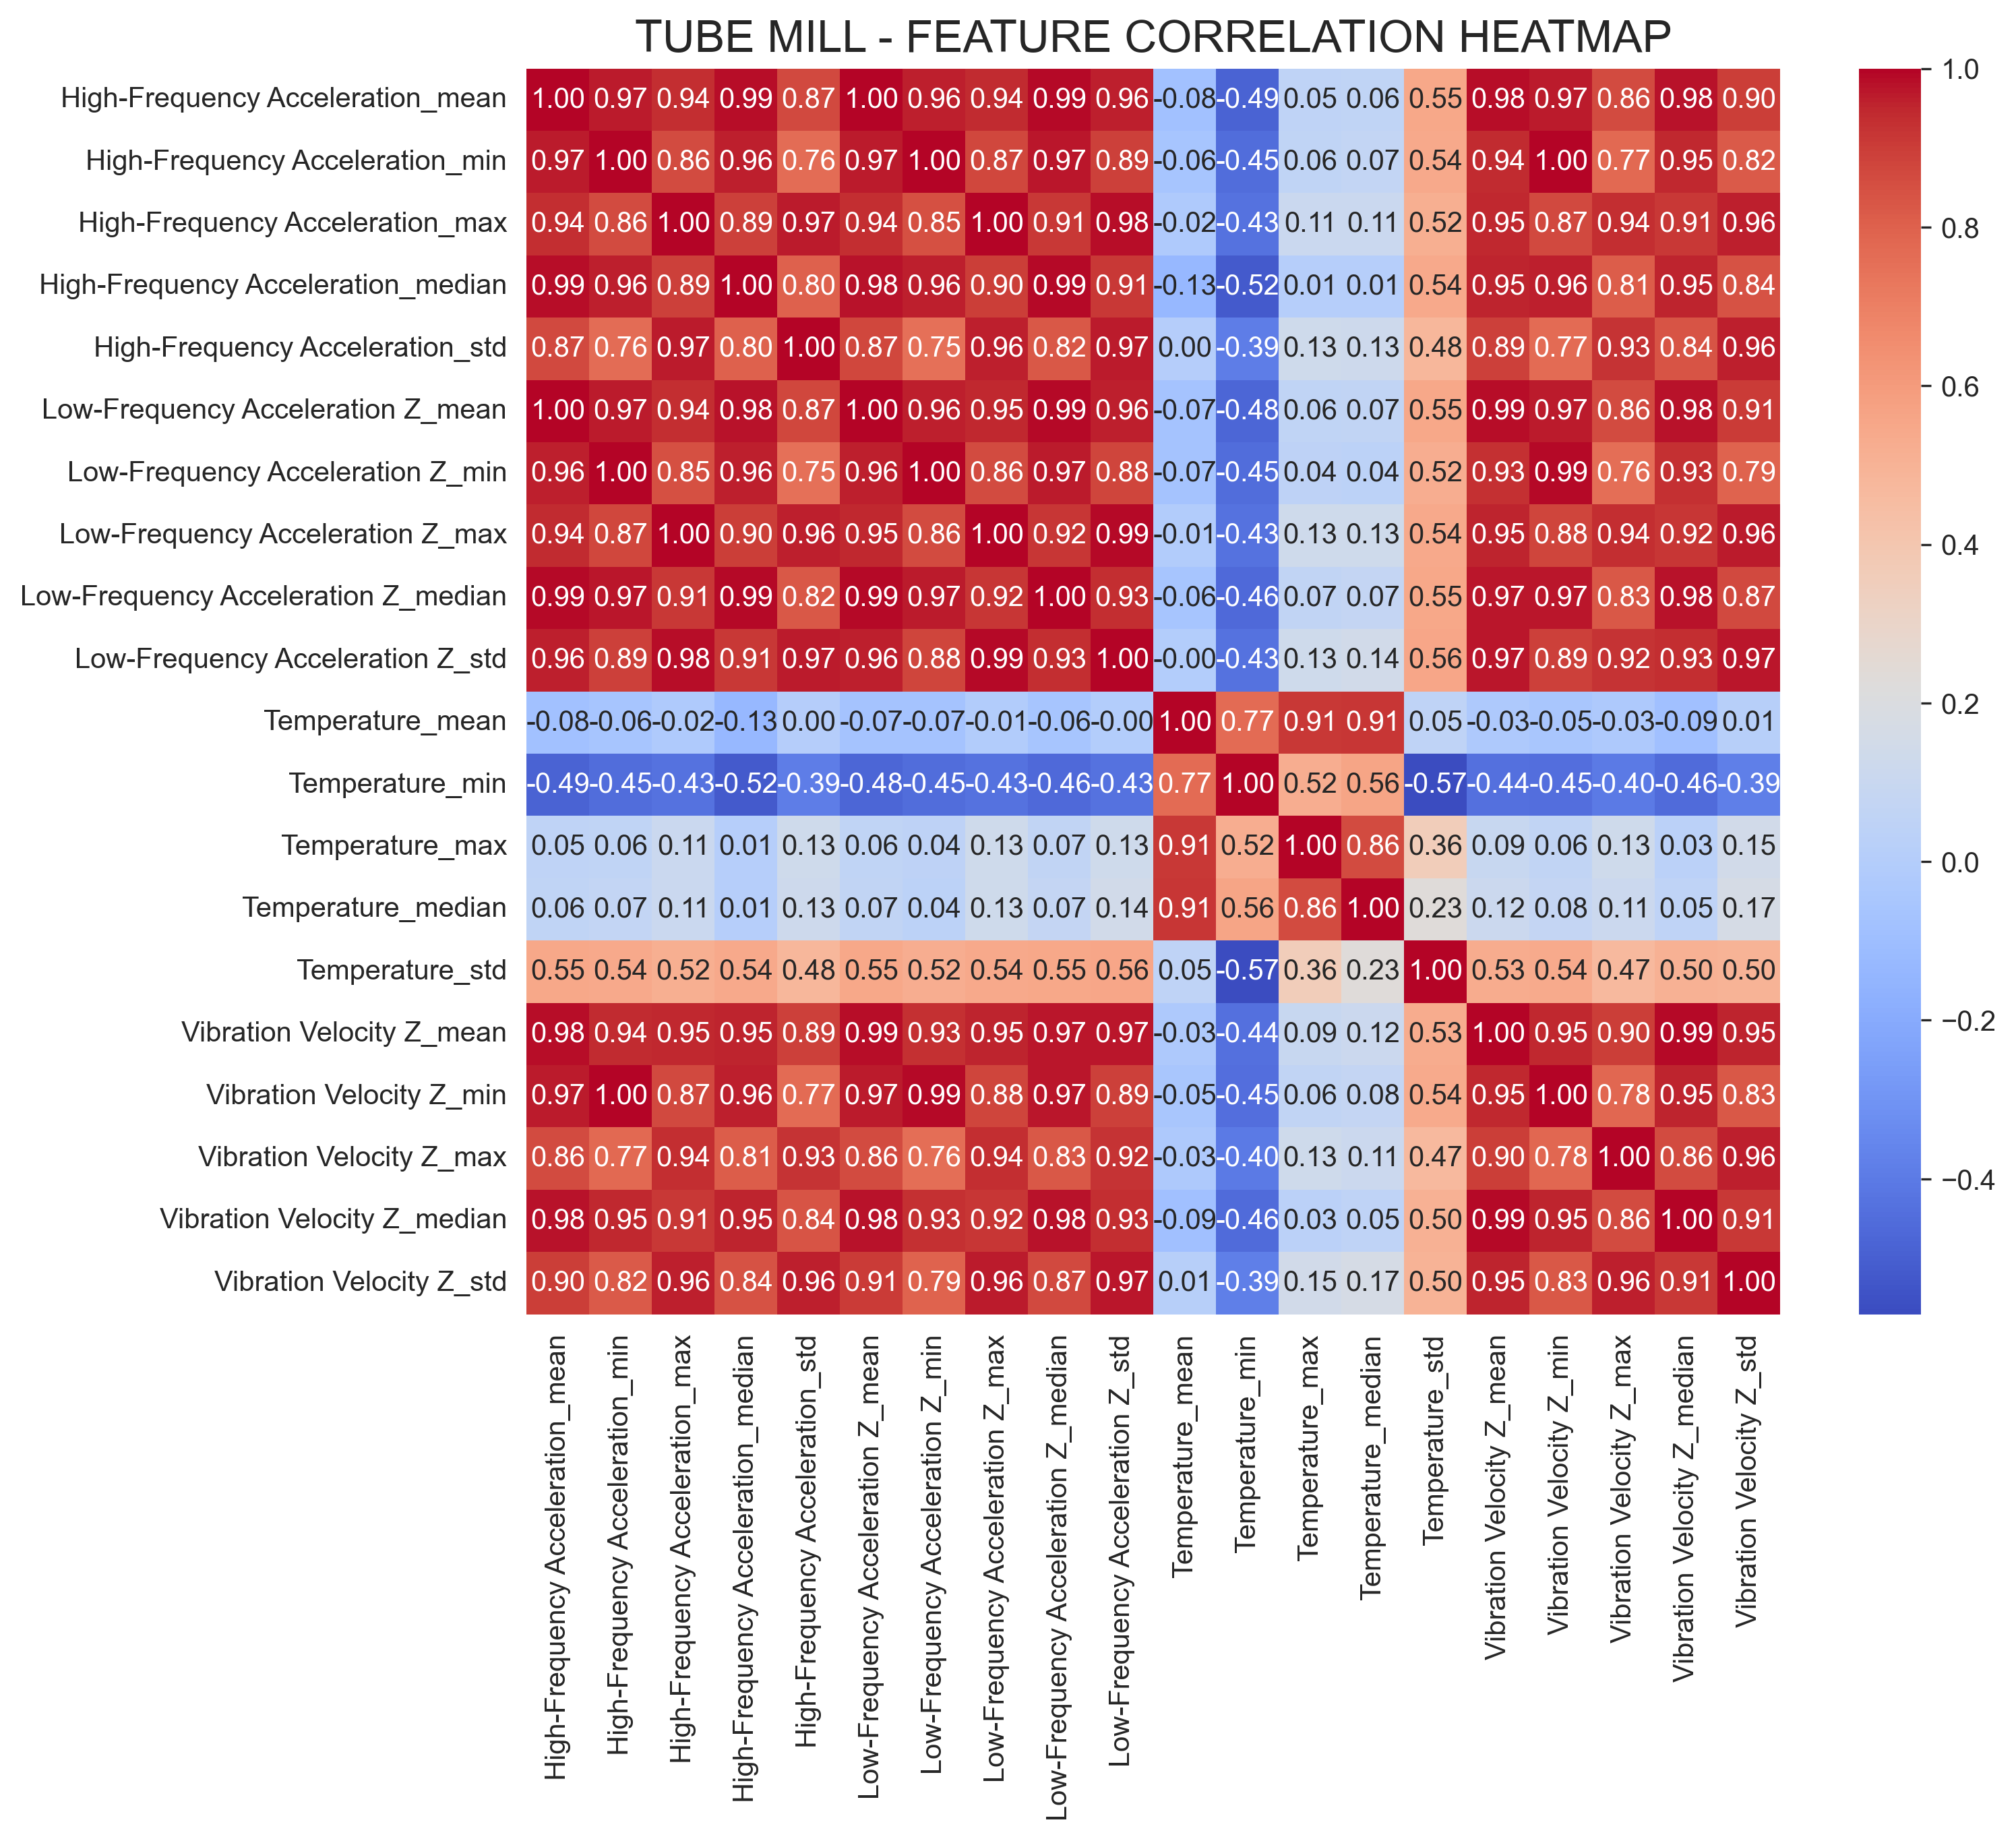 TUBE MILL - FEATURE CORRELATION HEATMAP
High-Frequency Acceleration_mean 1.00 0.97 0.94 0.99 0.87 1.00 0.96 0.94 0.99 0.96 -0.08 -0.49 0.05 0.06 0.55 0.98 0.97 0.86 0.98 0.90
High-Frequency Acceleration_min 0.97 1.00 0.86 0.96 0.76 0.97 1.00 0.87 0.97 0.89 -0.06 -0.45 0.06 0.07 0.54 0.94 1.00 0.77 0.95 0.82
High-Frequency Acceleration_max 0.94 0.86 1.00 0.89 0.97 0.94 0.85 1.00 0.91 0.98 -0.02 -0.43 0.11 0.11 0.52 0.95 0.87 0.94 0.91 0.96
High-Frequency Acceleration_median 0.99 0.96 0.89 1.00 0.80 0.98 0.96 0.90 0.99 0.91 -0.13 -0.52 0.01 0.01 0.54 0.95 0.96 0.81 0.95 0.84
High-Frequency Acceleration_std 0.87 0.76 0.97 0.80 1.00 0.87 0.75 0.96 0.82 0.97 0.00 -0.39 0.13 0.13 0.48 0.89 0.77 0.93 0.84 0.96
Low-Frequency Acceleration Z_mean 1.00 0.97 0.94 0.98 0.87 1.00 0.96 0.95 0.99 0.96 -0.07 -0.48 0.06 0.07 0.55 0.99 0.97 0.86 0.98 0.91
Low-Frequency Acceleration Z_min 0.96 1.00 0.85 0.96 0.75 0.96 1.00 0.86 0.97 0.88 -0.07 -0.45 0.04 0.04 0.52 0.93 0.99 0.76 0.93 0.79
Low-Frequency Acceleration Z_max 0.94 0.87 1.00 0.90 0.96 0.95 0.86 1.00 0.92 0.99 -0.01 -0.43 0.13 0.13 0.54 0.95 0.88 0.94 0.92 0.96
Low-Frequency Acceleration Z_median 0.99 0.97 0.91 0.99 0.82 0.99 0.97 0.92 1.00 0.93 -0.06 -0.46 0.07 0.07 0.55 0.97 0.97 0.83 0.98 0.87
Low-Frequency Acceleration Z_std 0.96 0.89 0.98 0.91 0.97 0.96 0.88 0.99 0.93 1.00 -0.00 -0.43 0.13 0.14 0.56 0.97 0.89 0.92 0.93 0.97
Temperature_mean -0.08 -0.06 -0.02 -0.13 0.00 -0.07 -0.07 -0.01 -0.06 -0.00 1.00 0.77 0.91 0.91 0.05 -0.03 -0.05 -0.03 -0.09 0.01
Temperature_min -0.49 -0.45 -0.43 -0.52 -0.39 -0.48 -0.45 -0.43 -0.46 -0.43 0.77 1.00 0.52 0.56 -0.57 -0.44 -0.45 -0.40 -0.46 -0.39
Temperature_max 0.05 0.06 0.11 0.01 0.13 0.06 0.04 0.13 0.07 0.13 0.91 0.52 1.00 0.86 0.36 0.09 0.06 0.13 0.03 0.15
Temperature_median 0.06 0.07 0.11 0.01 0.13 0.07 0.04 0.13 0.07 0.14 0.91 0.56 0.86 1.00 0.23 0.12 0.08 0.11 0.05 0.17
Temperature_std 0.55 0.54 0.52 0.54 0.48 0.55 0.52 0.54 0.55 0.56 0.05 -0.57 0.36 0.23 1.00 0.53 0.54 0.47 0.50 0.50
Vibration Velocity Z_mean 0.98 0.94 0.95 0.95 0.89 0.99 0.93 0.95 0.97 0.97 -0.03 -0.44 0.09 0.12 0.53 1.00 0.95 0.90 0.99 0.95
Vibration Velocity Z_min 0.97 1.00 0.87 0.96 0.77 0.97 0.99 0.88 0.97 0.89 -0.05 -0.45 0.06 0.08 0.54 0.95 1.00 0.78 0.95 0.83
Vibration Velocity Z_max 0.86 0.77 0.94 0.81 0.93 0.86 0.76 0.94 0.83 0.92 -0.03 -0.40 0.13 0.11 0.47 0.90 0.78 1.00 0.86 0.96
Vibration Velocity Z_median 0.98 0.95 0.91 0.95 0.84 0.98 0.93 0.92 0.98 0.93 -0.09 -0.46 0.03 0.05 0.50 0.99 0.95 0.86 1.00 0.91
Vibration Velocity Z_std 0.90 0.82 0.96 0.84 0.96 0.91 0.79 0.96 0.87 0.97 0.01 -0.39 0.15 0.17 0.50 0.95 0.83 0.96 0.91 1.00
High-Frequency Acceleration_mean
High-Frequency Acceleration_min
High-Frequency Acceleration_max
High-Frequency Acceleration_median
High-Frequency Acceleration_std
Low-Frequency Acceleration Z_mean
Low-Frequency Acceleration Z_min
Low-Frequency Acceleration Z_max
Low-Frequency Acceleration Z_median
Low-Frequency Acceleration Z_std
Temperature_mean
Temperature_min
Temperature_max
Temperature_median
Temperature_std
Vibration Velocity Z_mean
Vibration Velocity Z_min
Vibration Velocity Z_max
Vibration Velocity Z_median
Vibration Velocity Z_std
1.0
0.8
0.6
0.4
0.2
0.0
−0.2
−0.4